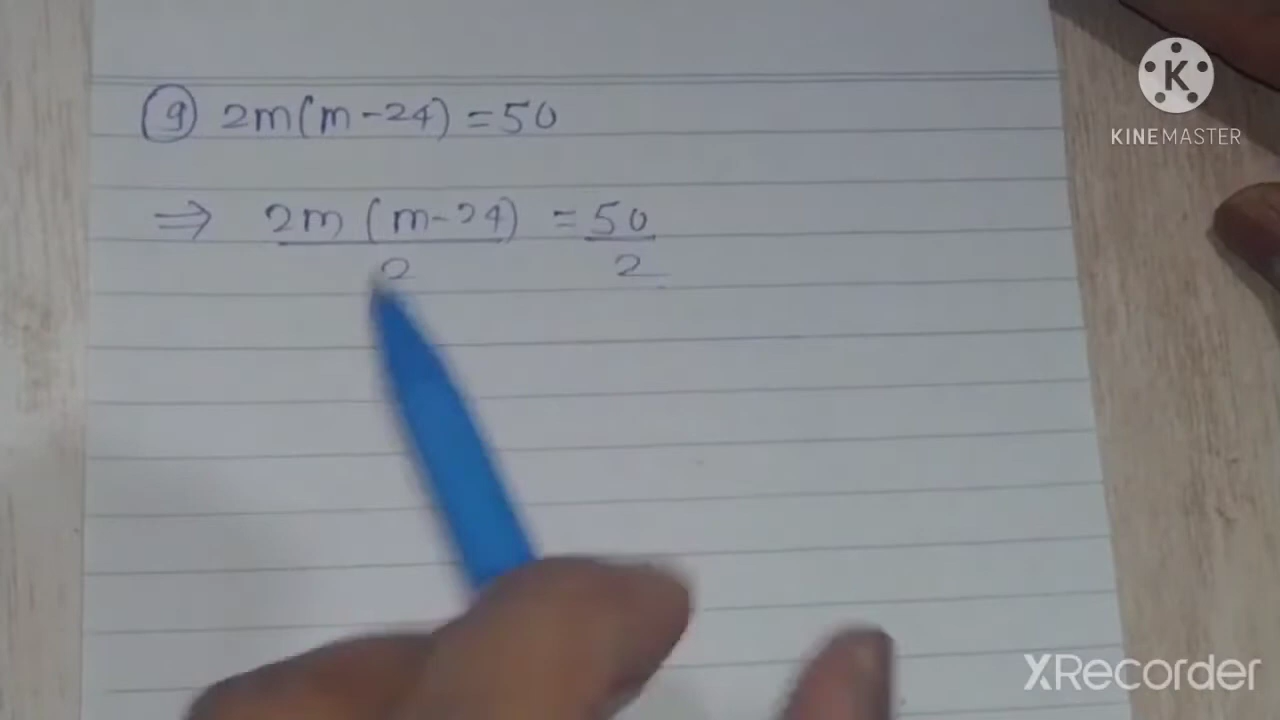 ⑨ 2m(m-24) = 50
⇒ 2m (m-24) = 50
2 2
K
KINEMASTER
XRecorder